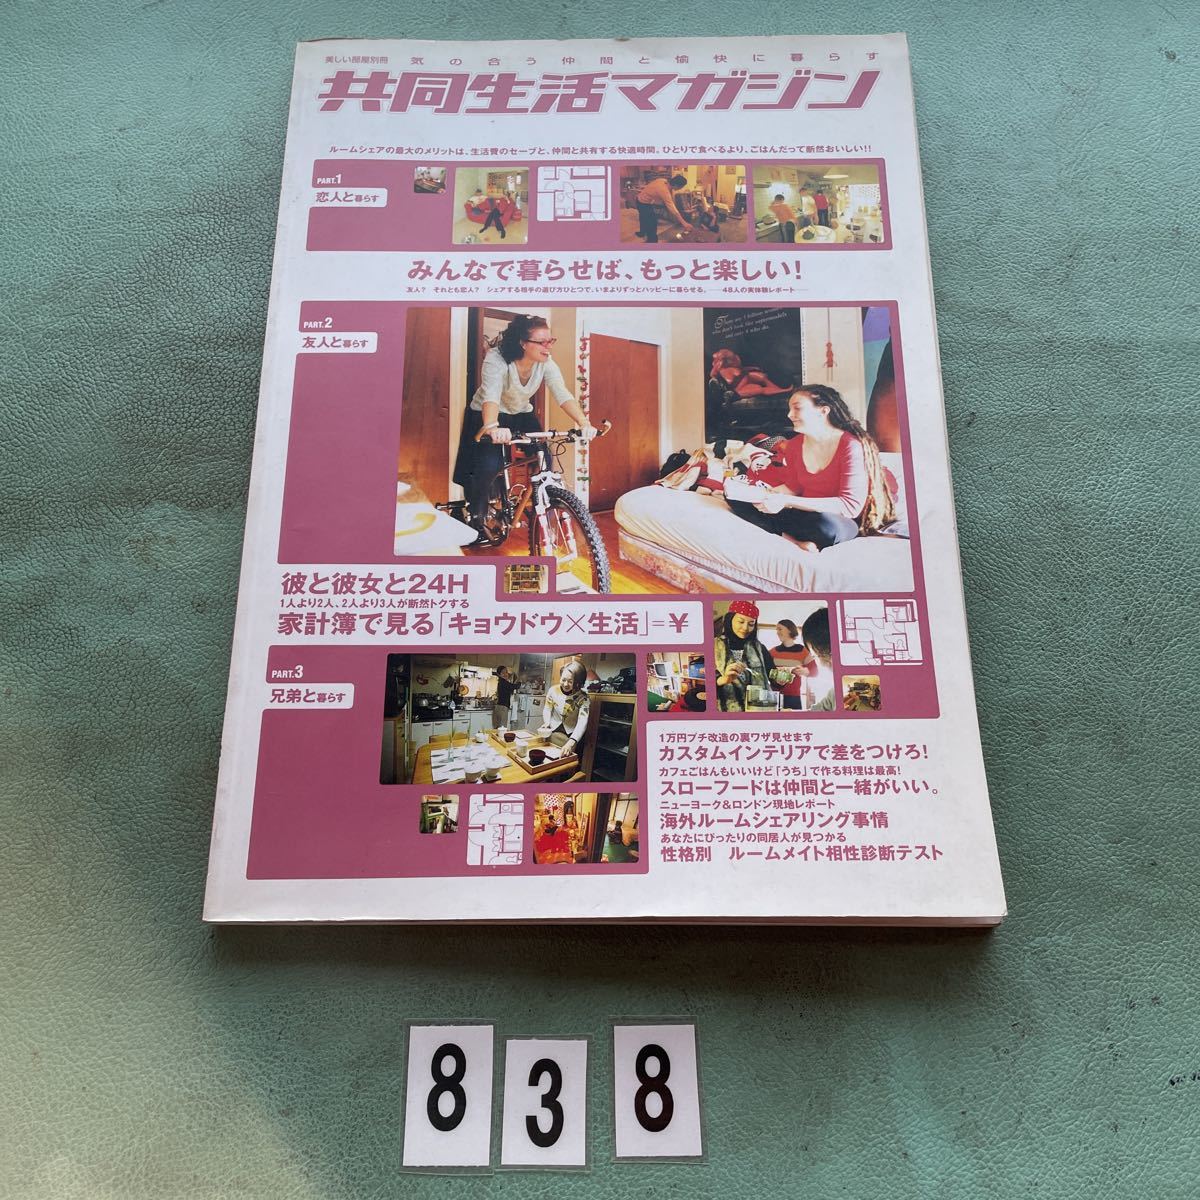 美しい部屋別冊 気の合う仲間と愉快に暮らす
共同生活マガジン
ルームシェアの最大のメリットは、生活費のセーブと、仲間と共有する快適時間。ひとりで食べるより、ごはんだって断然おいしい!!
PART.1
恋人と暮らす
みんなで暮らせば、もっと楽しい!
友人? それとも恋人? シェアする相手の選び方ひとつで、いまよりずっとハッピーに暮らせる。——48人の実体験レポート——
PART.2
友人と暮らす
There are 3 billion women
who don't look like supermodels
and only 8 who do.
彼と彼女と24H
1人より2人、2人より3人が断然トクする
家計簿で見る「キョウドウ×生活」=¥
PART.3
兄弟と暮らす
1万円プチ改造の裏ワザ見せます
カスタムインテリアで差をつけろ!
カフェごはんもいいけど「うち」で作る料理は最高!
スローフードは仲間と一緒がいい。
ニューヨーク&ロンドン現地レポート
海外ルームシェアリング事情
あなたにぴったりの同居人が見つかる
性格別 ルームメイト相性診断テスト
8 3 8